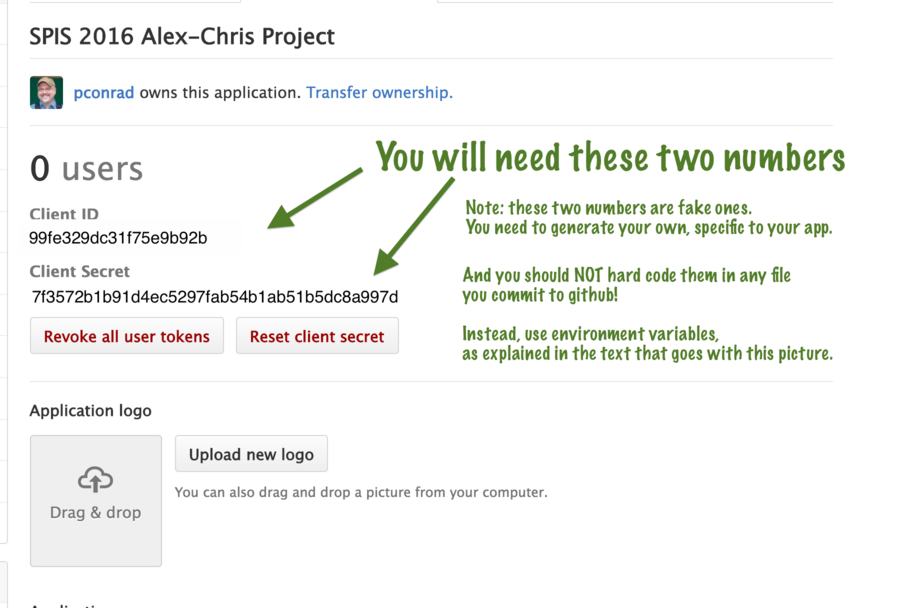 SPIS 2016 Alex-Chris Project
pconrad owns this application. Transfer ownership.
0 users
You will need these two numbers
Client ID
99fe329dc31f75e9b92b
Note: these two numbers are fake ones.
You need to generate your own, specific to your app.
Client Secret
7f3572b1b91d4ec5297fab54b1ab51b5dc8a997d
And you should NOT hard code them in any file
you commit to github!
Revoke all user tokens Reset client secret
Instead, use environment variables,
as explained in the text that goes with this picture.
Application logo
Drag & drop
Upload new logo
You can also drag and drop a picture from your computer.